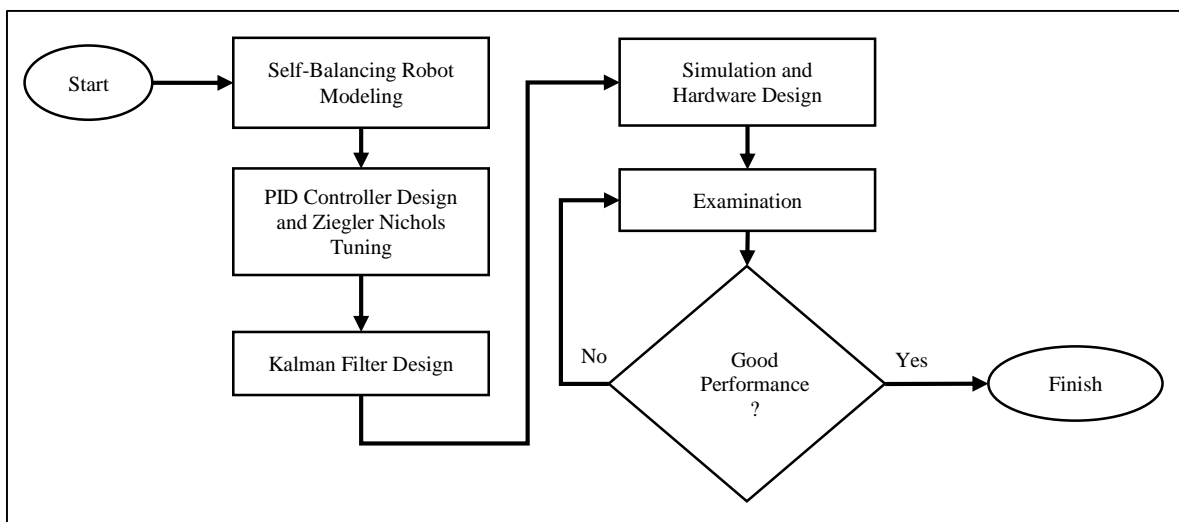 Start
Self-Balancing Robot
Modeling
PID Controller Design
and Ziegler Nichols
Tuning
Kalman Filter Design
Simulation and
Hardware Design
Examination
Good
Performance
?
No
Yes
Finish